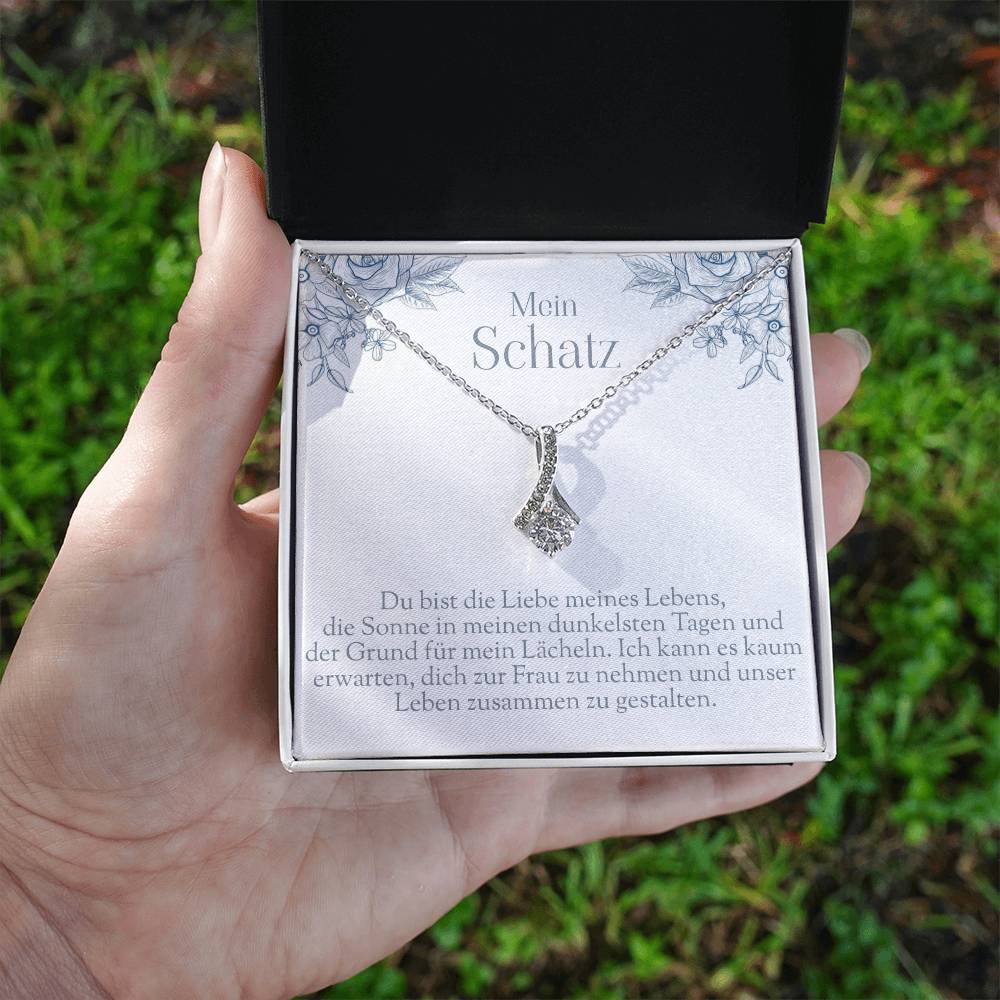 Mein
Schatz
Du bist die Liebe meines Lebens,
die Sonne in meinen dunkelsten Tagen und
der Grund für mein Lächeln. Ich kann es kaum
erwarten, dich zur Frau zu nehmen und unser
Leben zusammen zu gestalten.